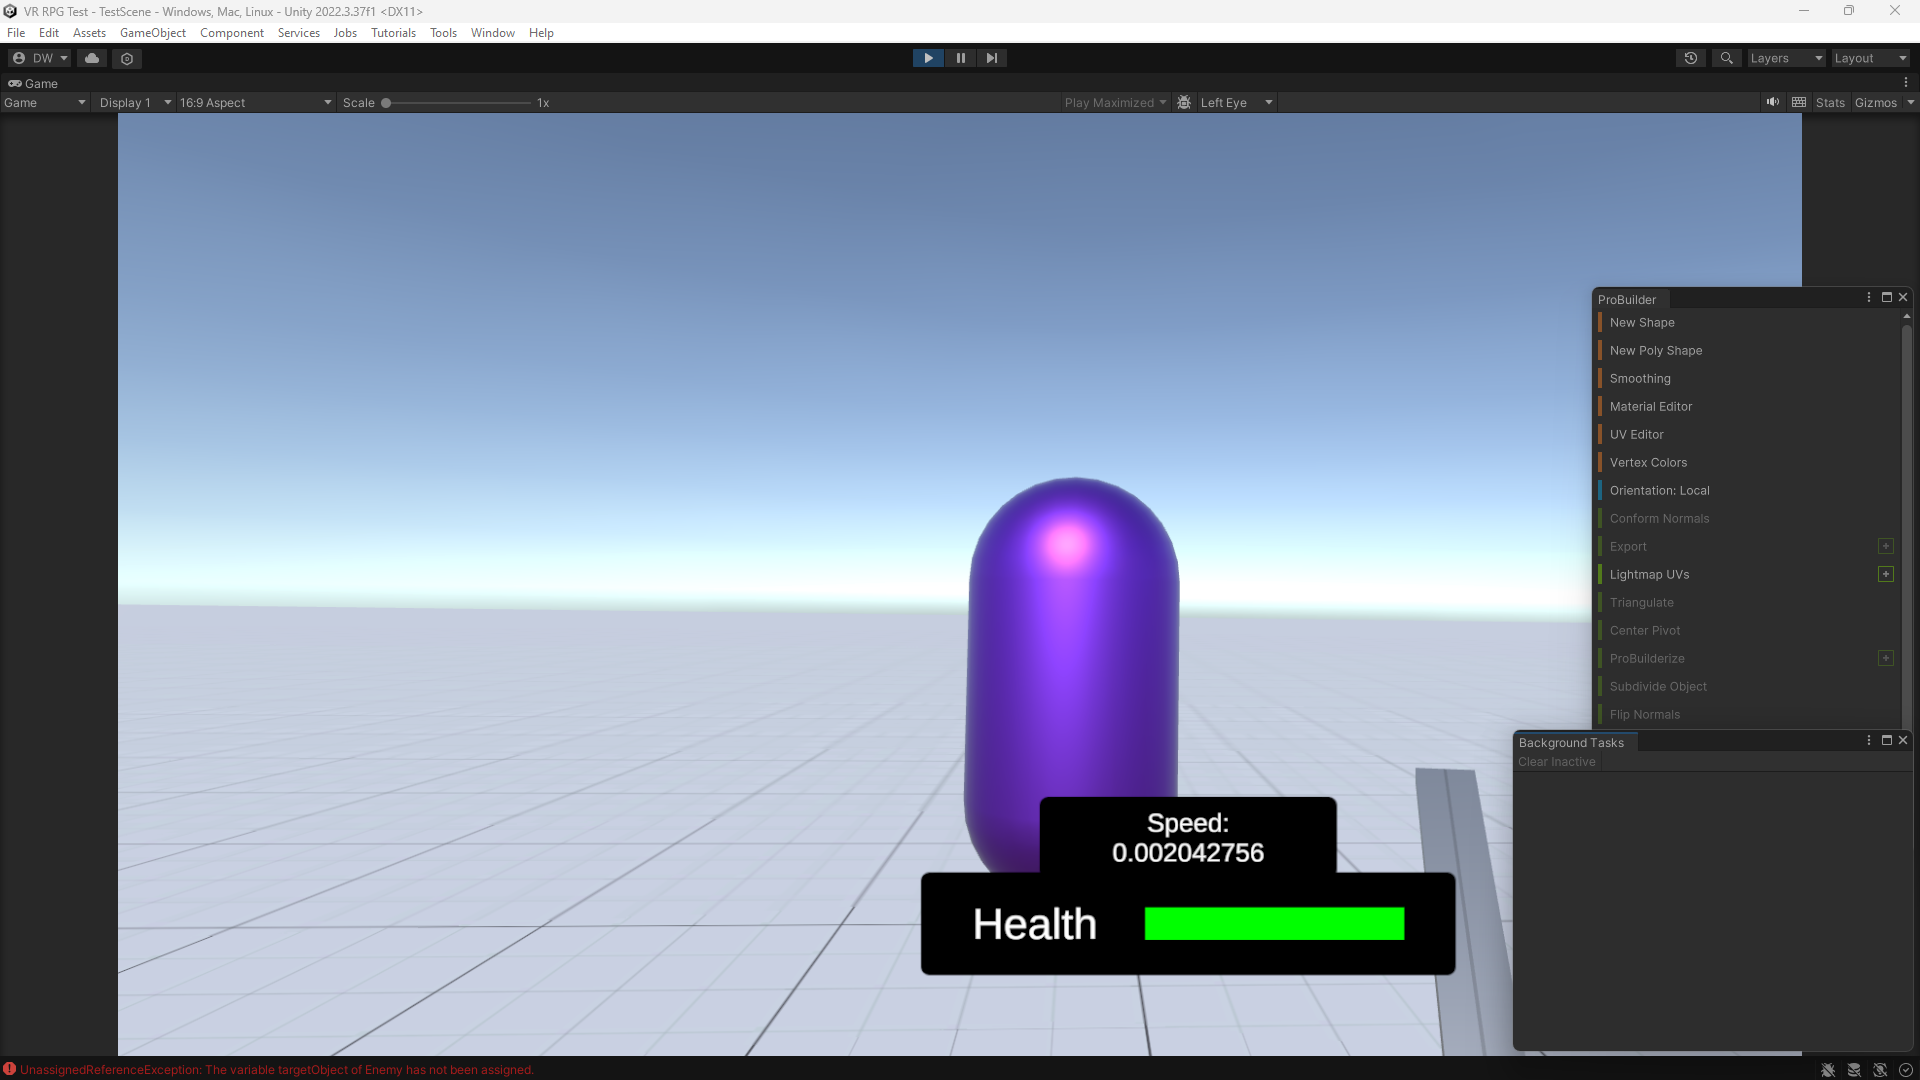 VR RPG Test - TestScene - Windows, Mac, Linux - Unity 2022.3.37f1 <DX11>
File Edit Assets GameObject Component Services Jobs Tutorials Tools Window Help
DW Layers Layout
Game
Game Display 1 16:9 Aspect Scale 1x Play Maximized Left Eye Stats Gizmos
ProBuilder
New Shape
New Poly Shape
Smoothing
Material Editor
UV Editor
Vertex Colors
Orientation: Local
Conform Normals
Export
Lightmap UVs
Triangulate
Center Pivot
ProBuilderize
Subdivide Object
Flip Normals
Background Tasks
Clear Inactive
Speed:
0.002042756
Health
UnassignedReferenceException: The variable targetObject of Enemy has not been assigned.